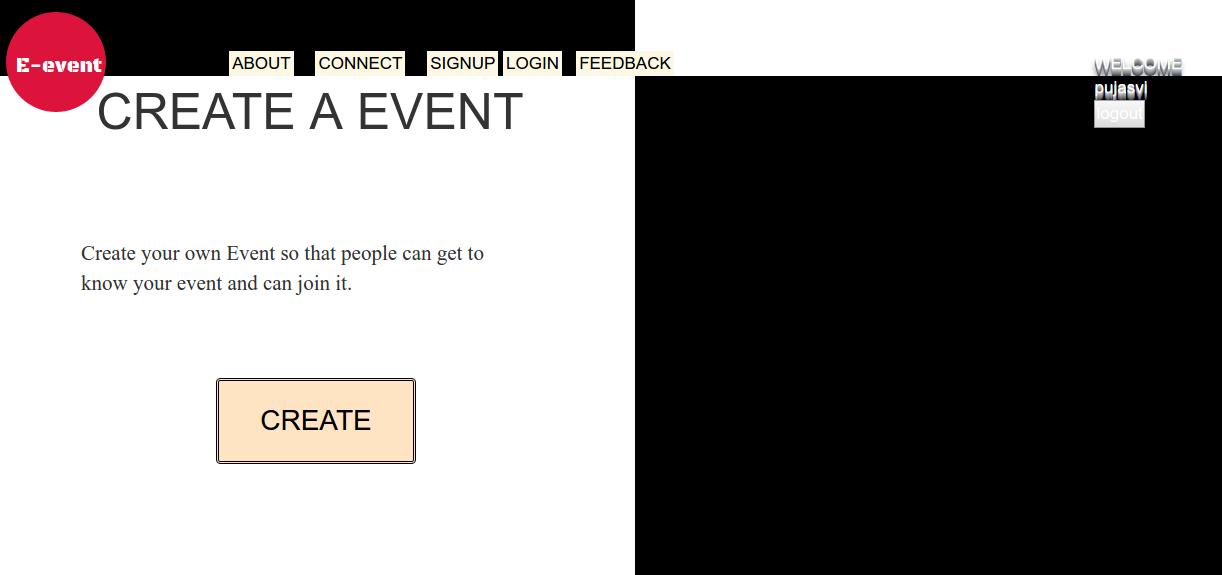 E-event
ABOUT CONNECT SIGNUP LOGIN FEEDBACK
WELCOME
pujasvi
logout
CREATE A EVENT
Create your own Event so that people can get to
know your event and can join it.
CREATE